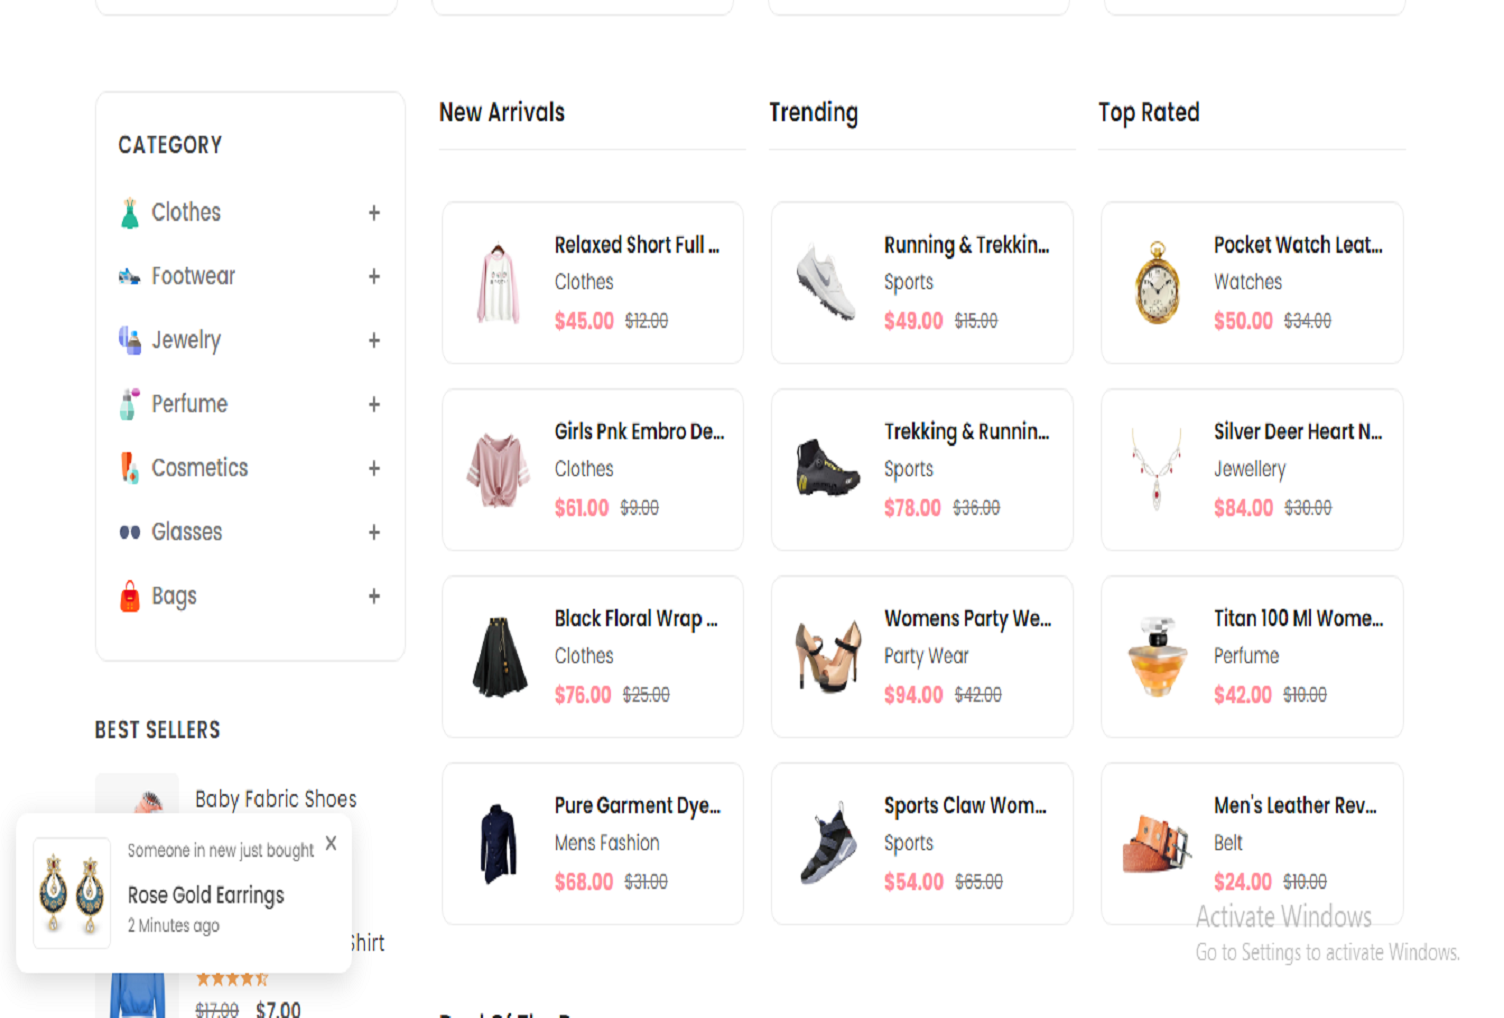 CATEGORY
Clothes +
Footwear +
Jewelry +
Perfume +
Cosmetics +
Glasses +
Bags +
BEST SELLERS
Baby Fabric Shoes
Someone in new just bought X
Rose Gold Earrings
2 Minutes ago
Shirt
$17.00 $7.00
New Arrivals
Relaxed Short Full ...
Clothes
$45.00 $12.00
Girls Pnk Embro De...
Clothes
$61.00 $9.00
Black Floral Wrap ...
Clothes
$76.00 $25.00
Pure Garment Dye...
Mens Fashion
$68.00 $31.00
Trending
Running & Trekkin...
Sports
$49.00 $15.00
Trekking & Runnin...
Sports
$78.00 $36.00
Womens Party We...
Party Wear
$94.00 $42.00
Sports Claw Wom...
Sports
$54.00 $65.00
Top Rated
Pocket Watch Leat...
Watches
$50.00 $34.00
Silver Deer Heart N...
Jewellery
$84.00 $30.00
Titan 100 Ml Wome...
Perfume
$42.00 $10.00
Men's Leather Rev...
Belt
$24.00 $10.00
Activate Windows
Go to Settings to activate Windows.